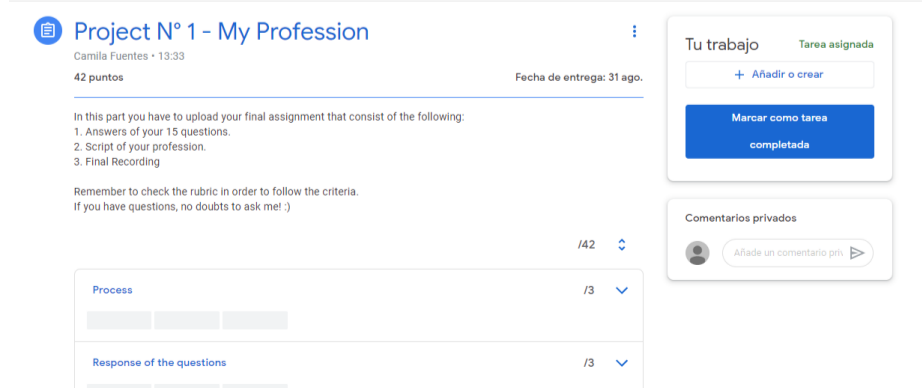 Project N° 1 - My Profession
Camila Fuentes • 13:33
42 puntos
Fecha de entrega: 31 ago.
In this part you have to upload your final assignment that consist of the following:
1. Answers of your 15 questions.
2. Script of your profession.
3. Final Recording
Remember to check the rubric in order to follow the criteria.
If you have questions, no doubts to ask me! :)
/42
Process
/3
Response of the questions
/3
Tu trabajo
Tarea asignada
+ Añadir o crear
Marcar como tarea
completada
Comentarios privados
Añade un comentario pri